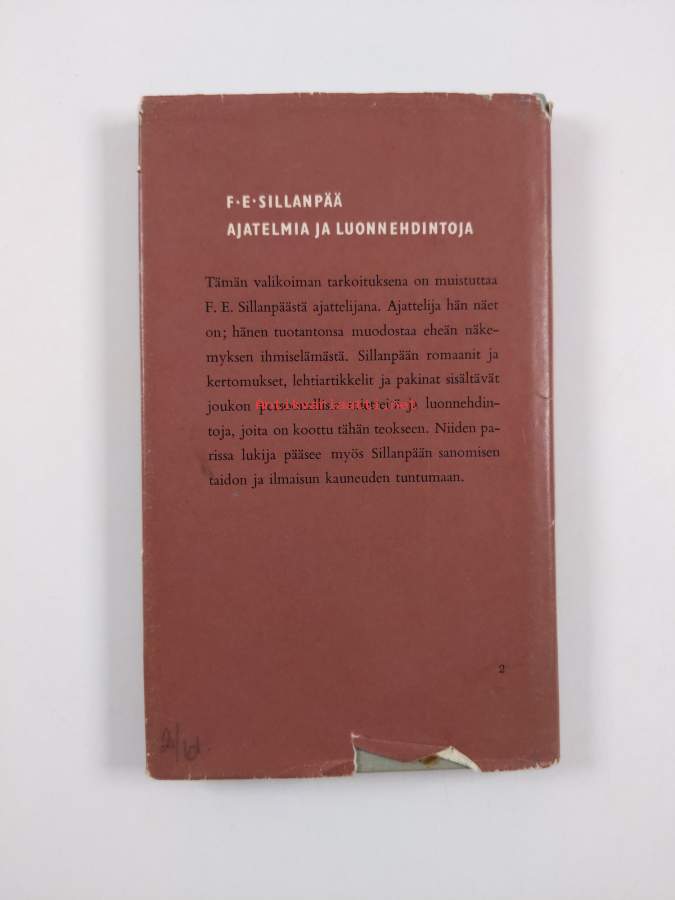 F·E·SILLANPÄÄ
AJATELMIA JA LUONNEHDINTOJA
Tämän valikoiman tarkoituksena on muistuttaa
F. E. Sillanpäästä ajattelijana. Ajattelija hän näet
on; hänen tuotantonsa muodostaa eheän näke-
myksen ihmiselämästä. Sillanpään romaanit ja
kertomukset, lehtiartikkelit ja pakinat sisältävät
joukon luonnehdin-
toja, joita on koottu tähän teokseen. Niiden pa-
rissa lukija pääsee myös Sillanpään sanomisen
taidon ja ilmaisun kauneuden tuntumaan.
2